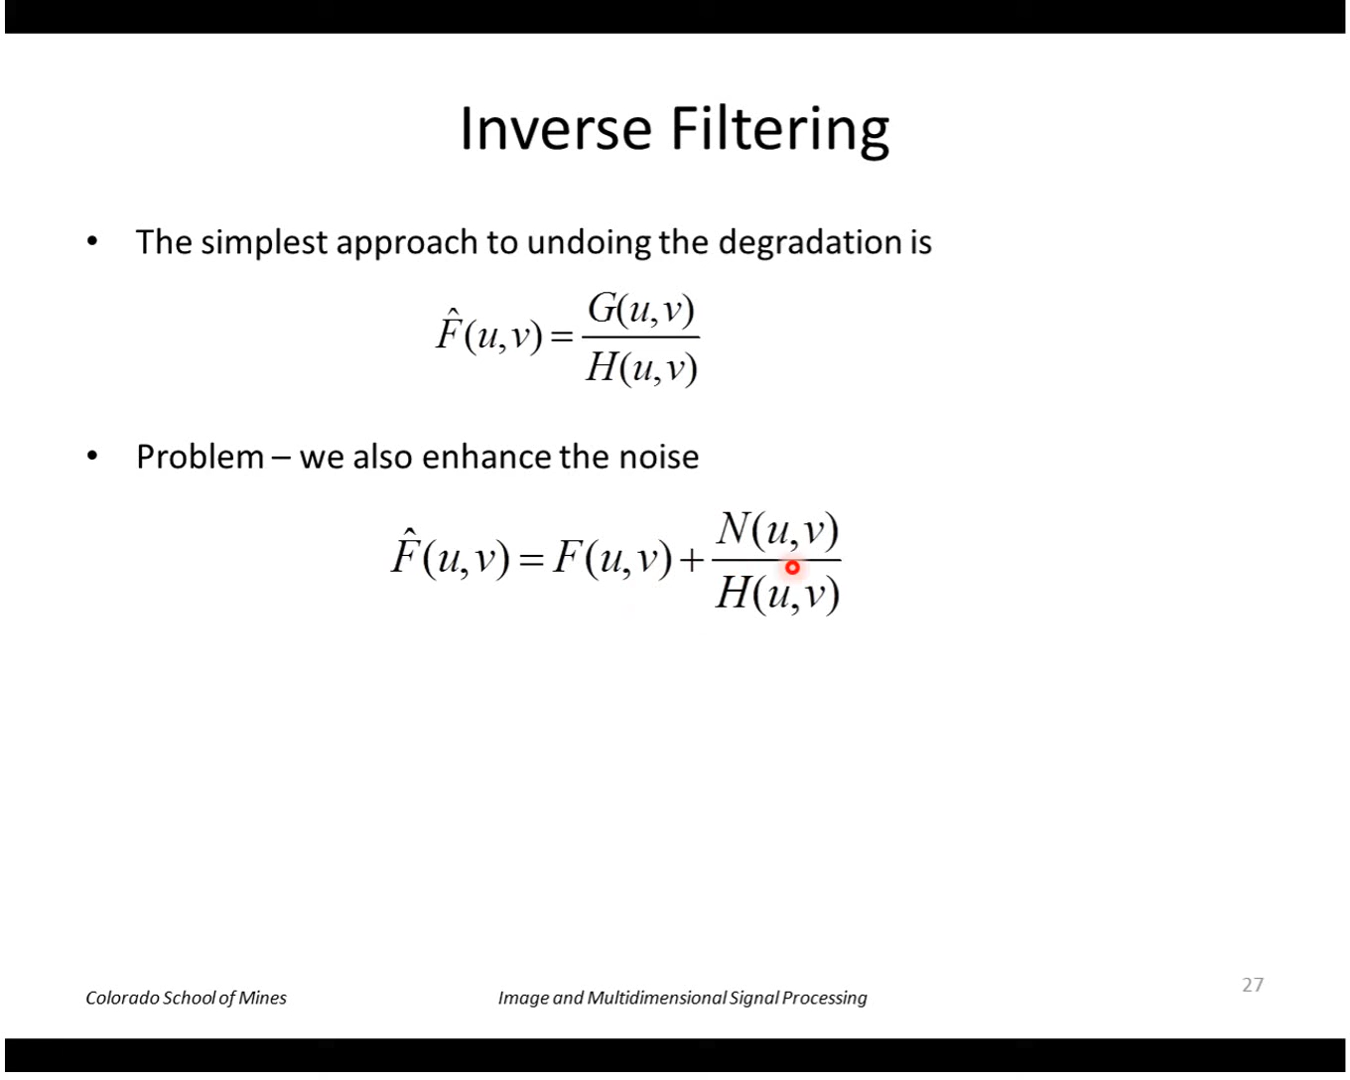 Inverse Filtering
• The simplest approach to undoing the degradation is
F̂(u,v) = G(u,v) / H(u,v)
• Problem – we also enhance the noise
F̂(u,v) = F(u,v) + N(u,v) / H(u,v)
27
Colorado School of Mines Image and Multidimensional Signal Processing